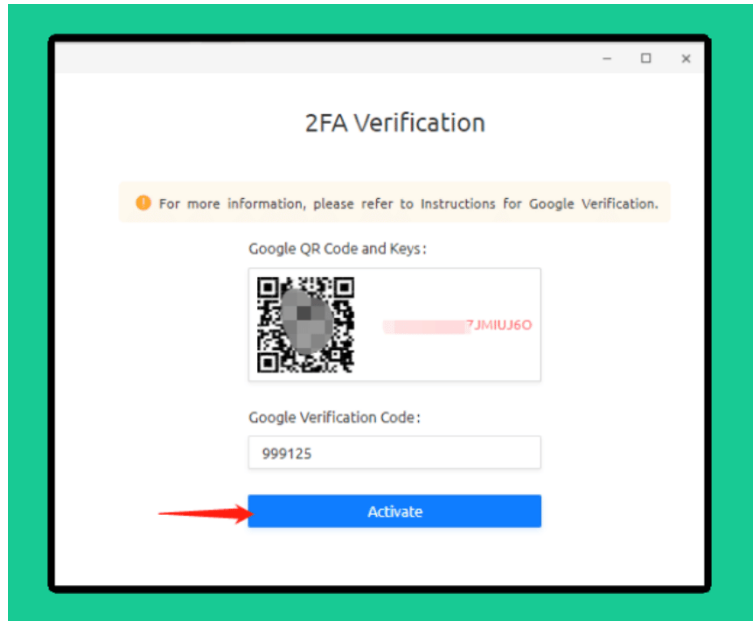 2FA Verification
For more information, please refer to Instructions for Google Verification.
Google QR Code and Keys:
7JMIUJ6O
Google Verification Code:
999125
Activate